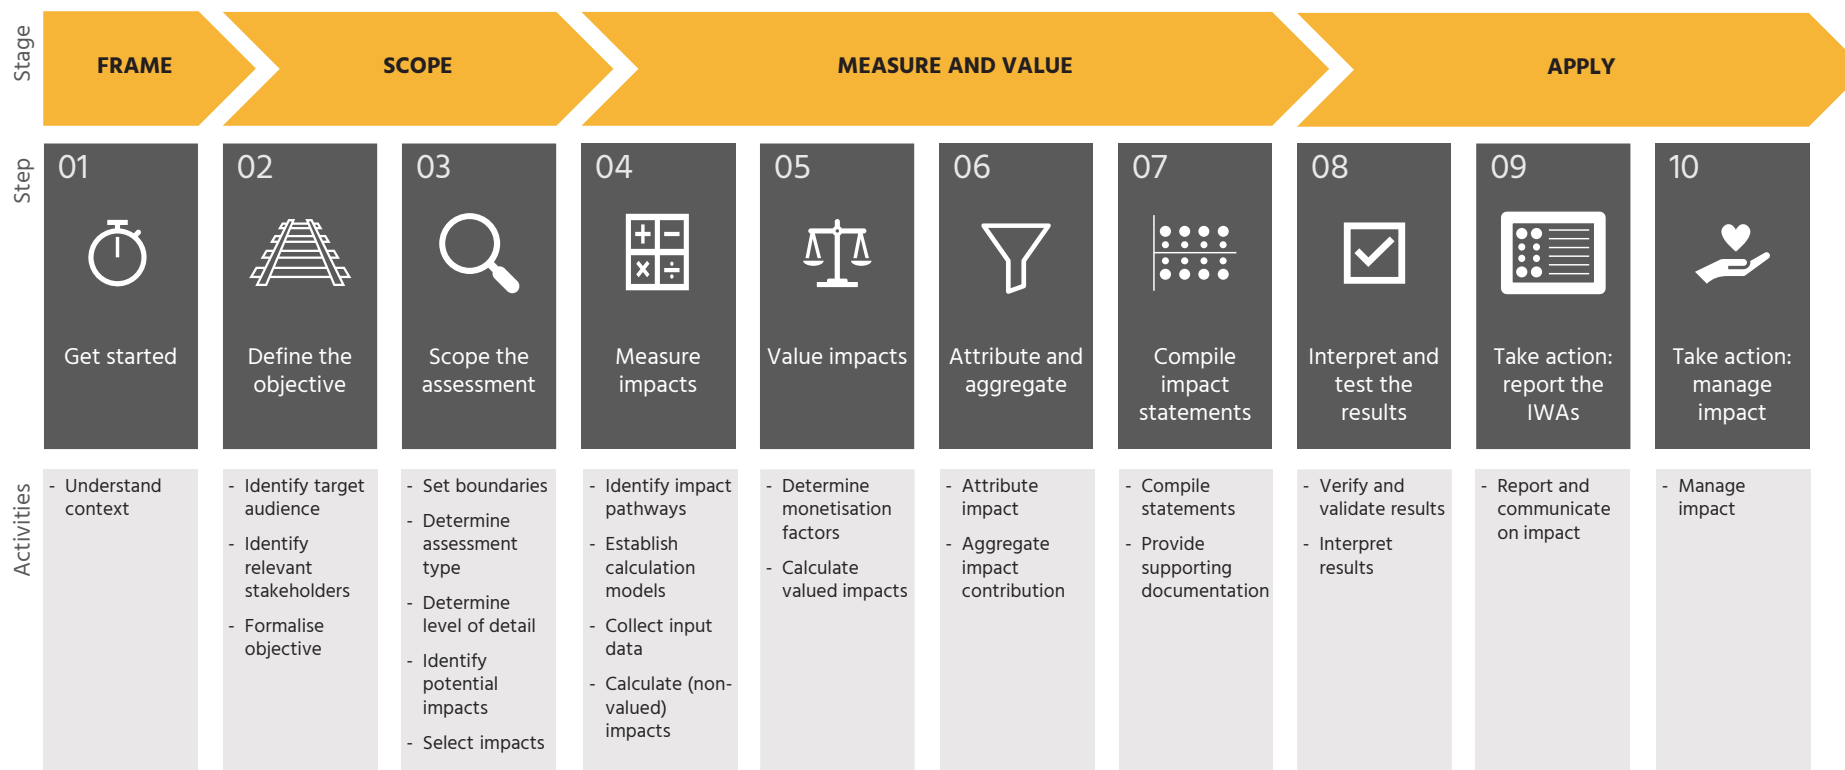 Stage
FRAME
SCOPE
MEASURE AND VALUE
APPLY
Step
01
Get started
02
Define the
objective
03
Scope the
assessment
04
Measure
impacts
05
Value impacts
06
Attribute and
aggregate
07
Compile
impact
statements
08
Interpret and
test the
results
09
Take action:
report the
IWAs
10
Take action:
manage
impact
Activities
- Understand
context
- Identify target
audience
- Identify
relevant
stakeholders
- Formalise
objective
- Set boundaries
- Determine
assessment
type
- Determine
level of detail
- Identify
potential
impacts
- Select impacts
- Identify impact
pathways
- Establish
calculation
models
- Collect input
data
- Calculate (non-
valued)
impacts
- Determine
monetisation
factors
- Calculate
valued impacts
- Attribute
impact
- Aggregate
impact
contribution
- Compile
statements
- Provide
supporting
documentation
- Verify and
validate results
- Interpret
results
- Report and
communicate
on impact
- Manage
impact